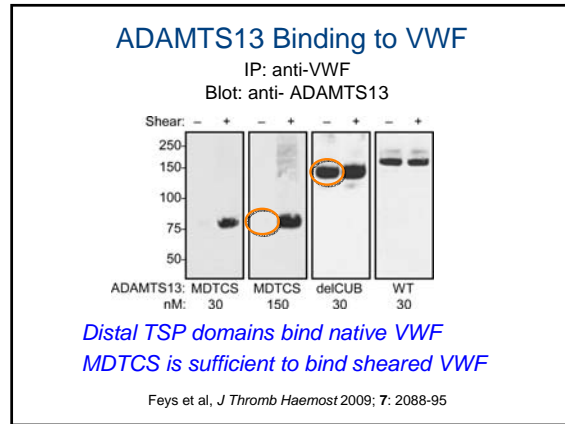 ADAMTS13 Binding to VWF
IP: anti-VWF
Blot: anti- ADAMTS13
Shear: – + – + – + – +
250
150
100
75
50
ADAMTS13: MDTCS MDTCS delCUB WT
nM: 30 150 30 30
Distal TSP domains bind native VWF
MDTCS is sufficient to bind sheared VWF
Feys et al, J Thromb Haemost 2009; 7: 2088-95